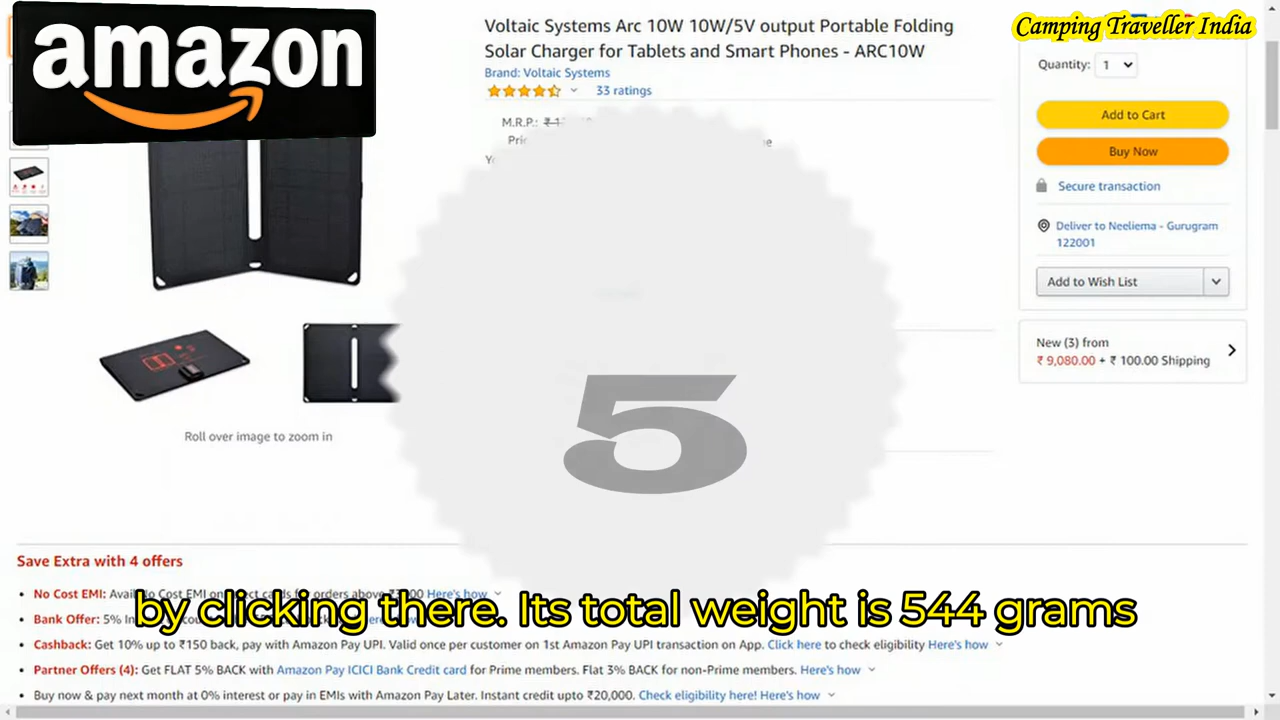 amazon
Camping Traveller India
Voltaic Systems Arc 10W 10W/5V output Portable Folding
Solar Charger for Tablets and Smart Phones - ARC10W
Brand: Voltaic Systems
33 ratings
M.R.P.: ₹
Quantity: 1
Add to Cart
Buy Now
Secure transaction
Deliver to Neeliema - Gurugram
122001
Add to Wish List
New (3) from
₹ 9,080.00 + ₹ 100.00 Shipping
5
Roll over image to zoom in
Save Extra with 4 offers
No Cost EMI: orders above Here's how
Bank Offer: 5%
by clicking there. Its total weight is 544 grams
Cashback: Get 10% up to ₹150 back, pay with Amazon Pay UPI. Valid once per customer on 1st Amazon Pay UPI transaction on App. Click here to check eligibility Here's how
Partner Offers (4): Get FLAT 5% BACK with Amazon Pay ICICI Bank Credit card for Prime members. Flat 3% BACK for non-Prime members. Here's how
Buy now & pay next month at 0% interest or pay in EMIs with Amazon Pay Later. Instant credit upto ₹20,000. Check eligibility here! Here's how